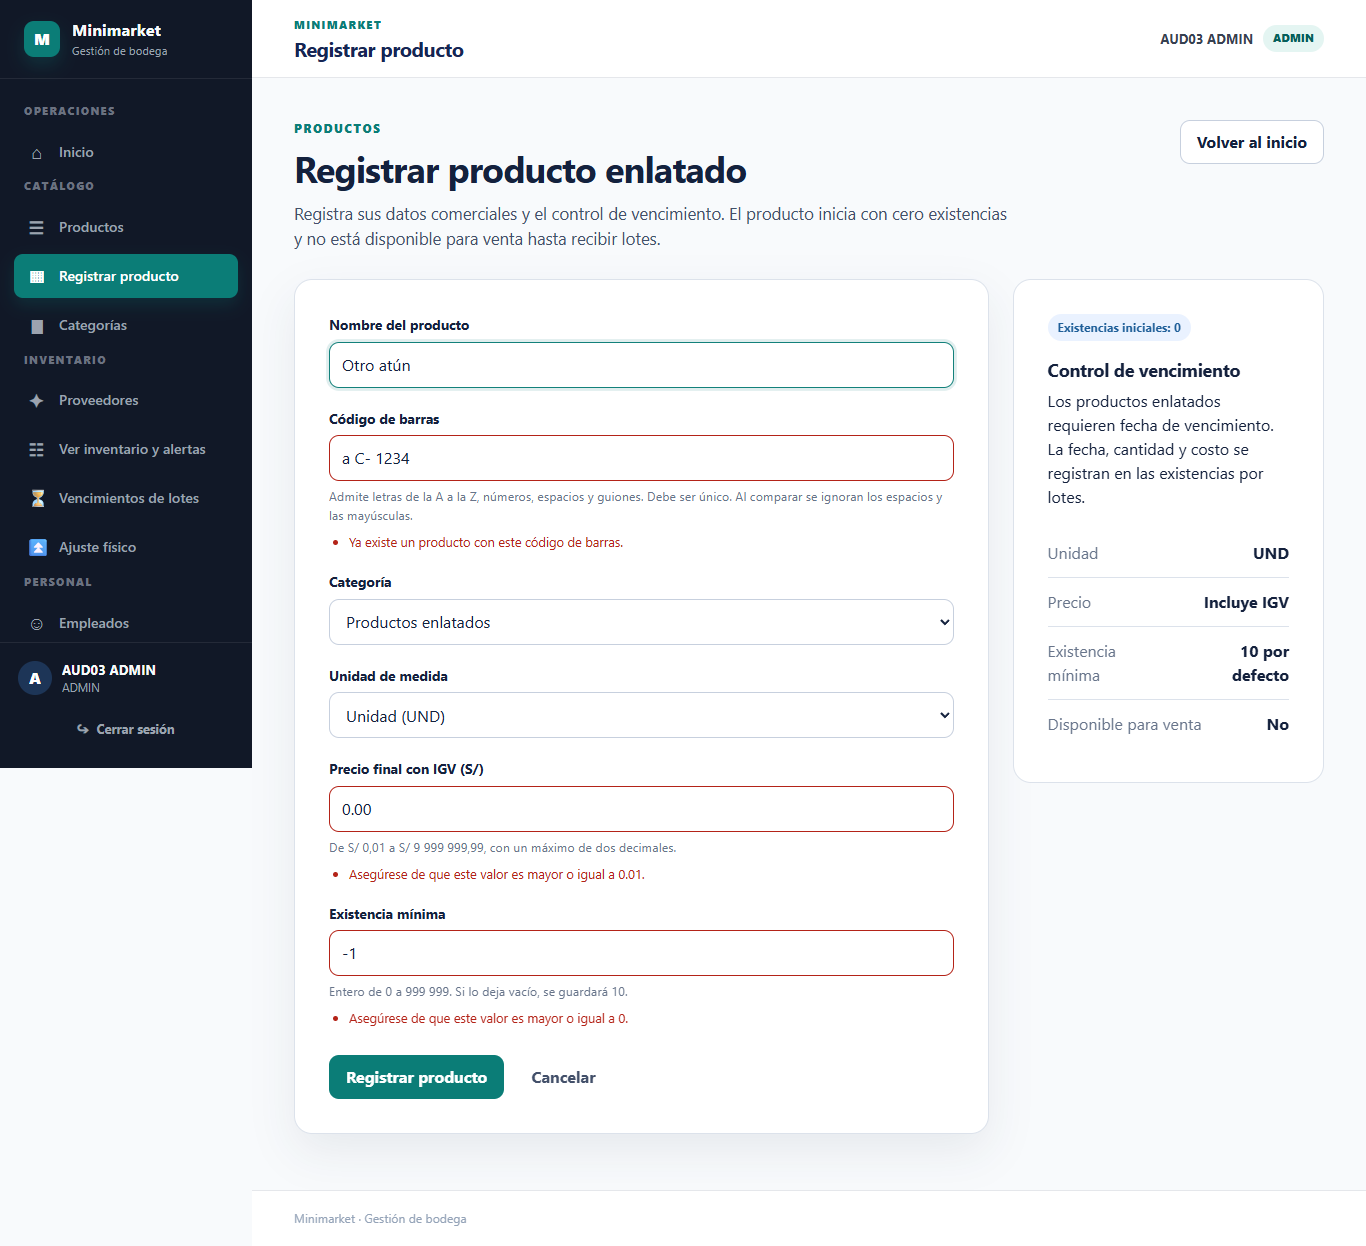 M
Minimarket
Gestión de bodega
OPERACIONES
Inicio
CATÁLOGO
Productos
Registrar producto
Categorías
INVENTARIO
Proveedores
Ver inventario y alertas
Vencimientos de lotes
Ajuste físico
PERSONAL
Empleados
A
AUD03 ADMIN
ADMIN
Cerrar sesión
MINIMARKET
Registrar producto
AUD03 ADMIN
ADMIN
PRODUCTOS
Registrar producto enlatado
Registra sus datos comerciales y el control de vencimiento. El producto inicia con cero existencias
y no está disponible para venta hasta recibir lotes.
Volver al inicio
Nombre del producto
Otro atún
Código de barras
a C- 1234
Admite letras de la A a la Z, números, espacios y guiones. Debe ser único. Al comparar se ignoran los espacios y
las mayúsculas.
Ya existe un producto con este código de barras.
Categoría
Productos enlatados
Unidad de medida
Unidad (UND)
Precio final con IGV (S/)
0.00
De S/ 0,01 a S/ 9 999 999,99, con un máximo de dos decimales.
Asegúrese de que este valor es mayor o igual a 0.01.
Existencia mínima
-1
Entero de 0 a 999 999. Si lo deja vacío, se guardará 10.
Asegúrese de que este valor es mayor o igual a 0.
Registrar producto
Cancelar
Existencias iniciales: 0
Control de vencimiento
Los productos enlatados
requieren fecha de vencimiento.
La fecha, cantidad y costo se
registran en las existencias por
lotes.
Unidad UND
Precio Incluye IGV
Existencia mínima 10 por defecto
Disponible para venta No
Minimarket · Gestión de bodega